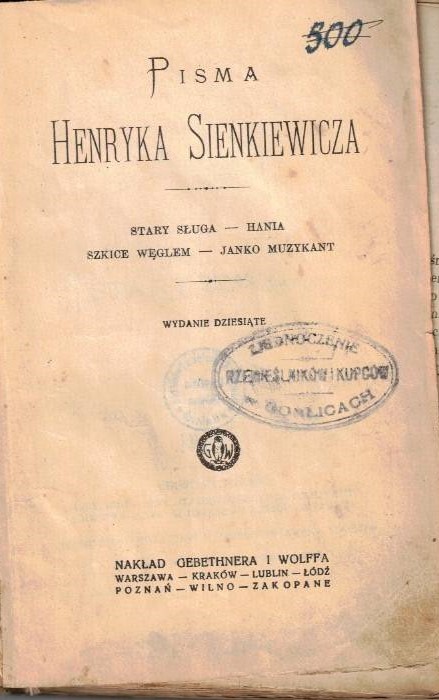 500
PISMA
HENRYKA SIENKIEWICZA
STARY SŁUGA — HANIA
SZKICE WĘGLEM — JANKO MUZYKANT
WYDANIE DZIESIĄTE
ZJEDNOCZENIE
RZEMIEŚLNIKÓW I KUPCÓW
W GORLICACH
G W
NAKŁAD GEBETHNERA I WOLFFA
WARSZAWA — KRAKÓW — LUBLIN — ŁÓDŹ
POZNAŃ — WILNO — ZAKOPANE